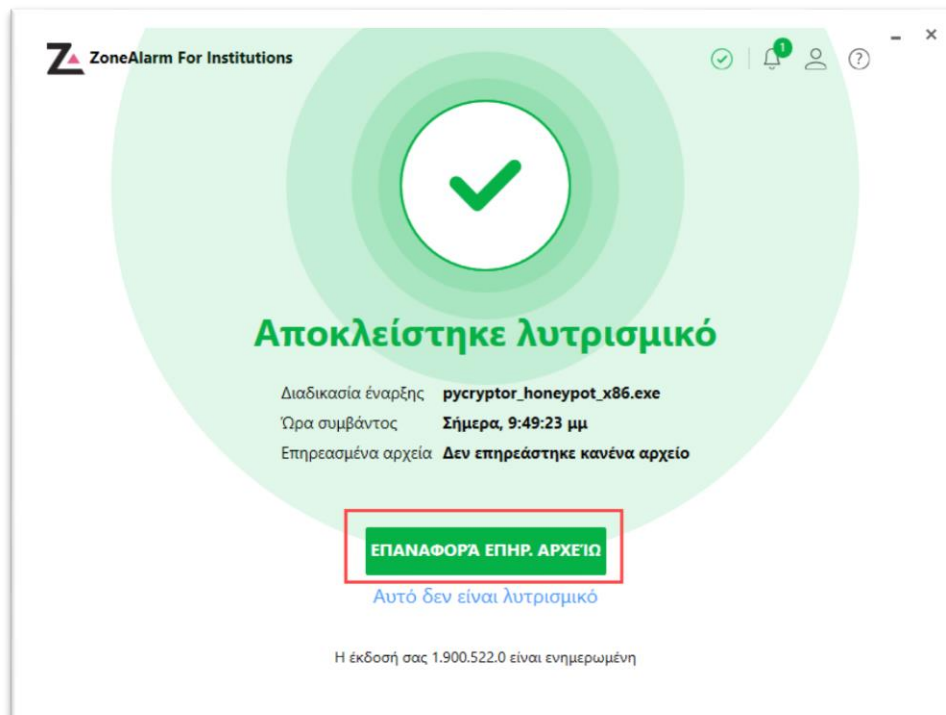 ZoneAlarm For Institutions
1
Αποκλείστηκε λυτρισμικό
Διαδικασία έναρξης pycryptor_honeypot_x86.exe
Ώρα συμβάντος Σήμερα, 9:49:23 μμ
Επηρεασμένα αρχεία Δεν επηρεάστηκε κανένα αρχείο
ΕΠΑΝΑΦΟΡΆ ΕΠΗΡ. ΑΡΧΕΊΩ
Αυτό δεν είναι λυτρισμικό
Η έκδοσή σας 1.900.522.0 είναι ενημερωμένη